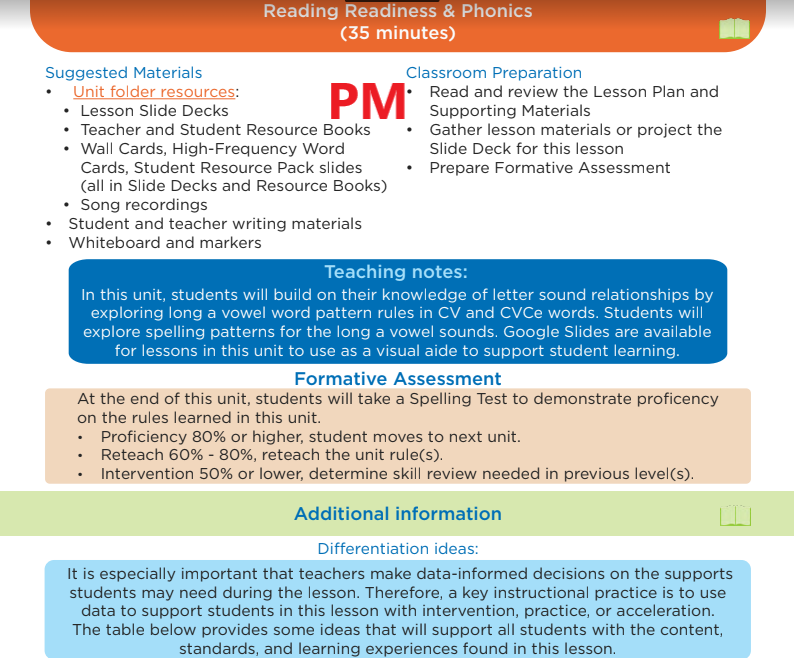 Reading Readiness & Phonics
(35 minutes)
Suggested Materials
• Unit folder resources:
• Lesson Slide Decks
• Teacher and Student Resource Books
• Wall Cards, High-Frequency Word
Cards, Student Resource Pack slides
(all in Slide Decks and Resource Books)
• Song recordings
• Student and teacher writing materials
• Whiteboard and markers
PM
Classroom Preparation
• Read and review the Lesson Plan and
Supporting Materials
• Gather lesson materials or project the
Slide Deck for this lesson
• Prepare Formative Assessment
Teaching notes:
In this unit, students will build on their knowledge of letter sound relationships by
exploring long a vowel word pattern rules in CV and CVCe words. Students will
explore spelling patterns for the long a vowel sounds. Google Slides are available
for lessons in this unit to use as a visual aide to support student learning.
Formative Assessment
At the end of this unit, students will take a Spelling Test to demonstrate proficency
on the rules learned in this unit.
• Proficiency 80% or higher, student moves to next unit.
• Reteach 60% - 80%, reteach the unit rule(s).
• Intervention 50% or lower, determine skill review needed in previous level(s).
Additional information
Differentiation ideas:
It is especially important that teachers make data-informed decisions on the supports
students may need during the lesson. Therefore, a key instructional practice is to use
data to support students in this lesson with intervention, practice, or acceleration.
The table below provides some ideas that will support all students with the content,
standards, and learning experiences found in this lesson.